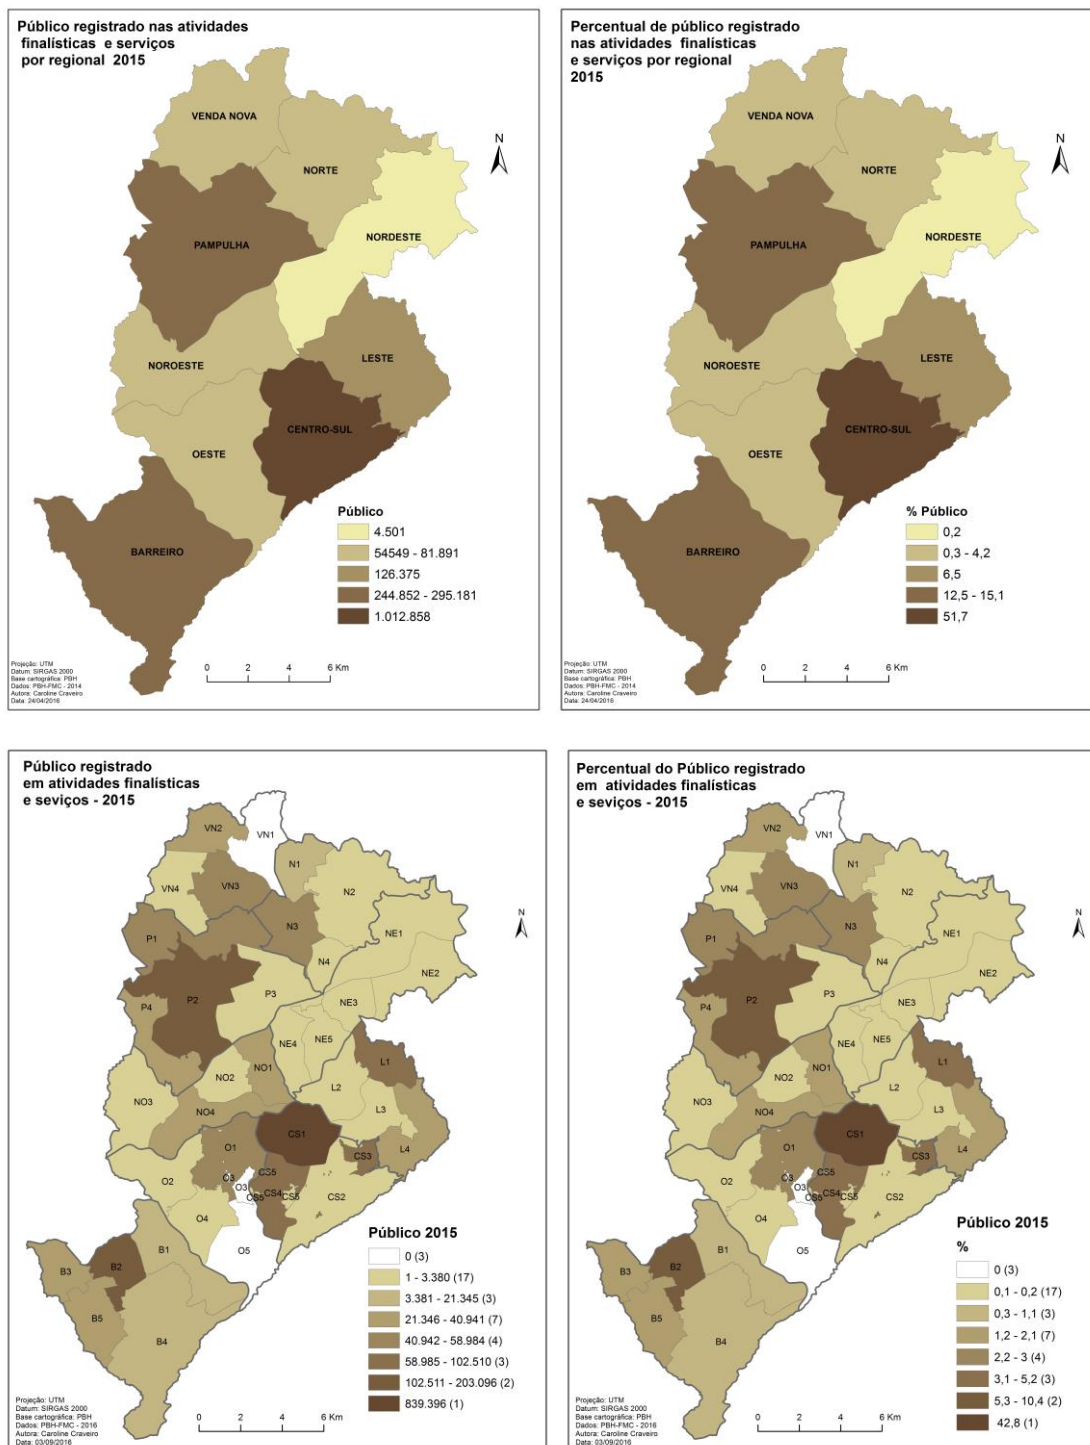 Público registrado nas atividades
finalísticas e serviços
por regional 2015
N
VENDA NOVA
NORTE
NORDESTE
PAMPULHA
LESTE
NOROESTE
CENTRO-SUL
OESTE
BARREIRO
Público
4.501
54549 - 81.891
126.375
244.852 - 295.181
1.012.858
Projeção: UTM
Datum: SIRGAS 2000
Base cartográfica: PBH
Dados: PBH-FMC - 2014
Autora: Caroline Craveiro
Data: 24/04/2016
0 2 4 6 Km
Percentual de público registrado
nas atividades finalísticas
e serviços por regional
2015
N
VENDA NOVA
NORTE
NORDESTE
PAMPULHA
LESTE
NOROESTE
CENTRO-SUL
OESTE
BARREIRO
% Público
0,2
0,3 - 4,2
6,5
12,5 - 15,1
51,7
Projeção: UTM
Datum: SIRGAS 2000
Base cartográfica: PBH
Dados: PBH-FMC - 2014
Autora: Caroline Craveiro
Data: 24/04/2016
0 2 4 6 Km
Público registrado
em atividades finalísticas
e seviços - 2015
N
VN2
VN1
N1
VN4
VN3
N2
N3
P1
NE1
N4
NE2
P3
P2
P4
NE3
NE4
NE5
NO1
L1
NO2
L2
NO3
NO4
L3
CS1
O1
L4
CS3
CS5
O2
O3
O3
CS4
CS5
CS5
CS2
O4
O5
B1
B2
B3
B5
B4
Público 2015
0 (3)
1 - 3.380 (17)
3.381 - 21.345 (3)
21.346 - 40.941 (7)
40.942 - 58.984 (4)
58.985 - 102.510 (3)
102.511 - 203.096 (2)
839.396 (1)
Projeção: UTM
Datum: SIRGAS 2000
Base cartográfica: PBH
Dados: PBH-FMC - 2016
Autora: Caroline Craveiro
Data: 03/09/2016
0 2 4 6 Km
Percentual do Público registrado
em atividades finalísticas
e seviços - 2015
N
VN2
VN1
N1
VN4
VN3
N2
N3
P1
NE1
N4
NE2
P3
P2
P4
NE3
NE4
NE5
NO1
L1
NO2
L2
NO3
NO4
L3
CS1
O1
L4
CS3
CS5
O2
O3
O3
CS4
CS5
CS5
CS2
O4
O5
B1
B2
B3
B5
B4
Público 2015
%
0 (3)
0,1 - 0,2 (17)
0,3 - 1,1 (3)
1,2 - 2,1 (7)
2,2 - 3 (4)
3,1 - 5,2 (3)
5,3 - 10,4 (2)
42,8 (1)
Projeção: UTM
Datum: SIRGAS 2000
Base cartográfica: PBH
Dados: PBH-FMC - 2016
Autora: Caroline Craveiro
Data: 03/09/2016
0 2 4 6 Km